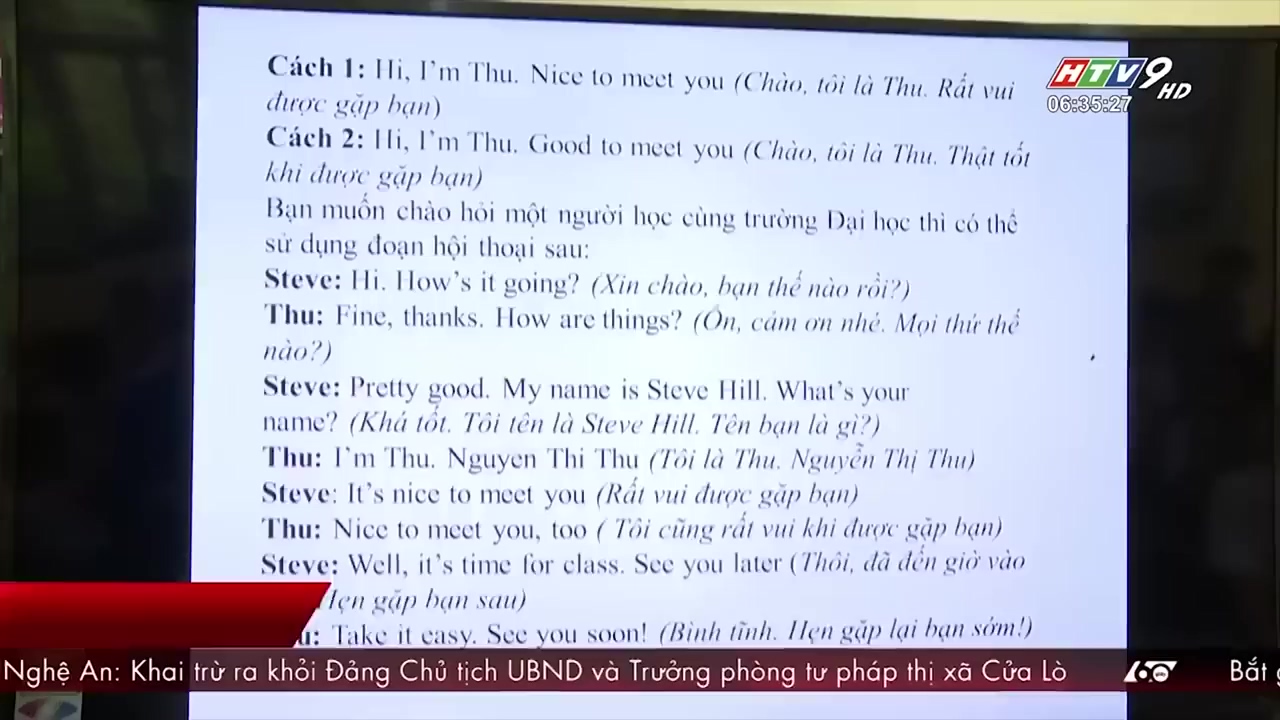 Cách 1: Hi, I'm Thu. Nice to meet you (Chào, tôi là Thu. Rất vui
được gặp bạn)
Cách 2: Hi, I'm Thu. Good to meet you (Chào, tôi là Thu. Thật tốt
khi được gặp bạn)
Bạn muốn chào hỏi một người học cùng trường Đại học thì có thể
sử dụng đoạn hội thoại sau:
Steve: Hi. How's it going? (Xin chào, bạn thế nào rồi?)
Thu: Fine, thanks. How are things? (Ổn, cảm ơn nhé. Mọi thứ thế
nào?)
Steve: Pretty good. My name is Steve Hill. What's your
name? (Khá tốt. Tôi tên là Steve Hill. Tên bạn là gì?)
Thu: I'm Thu. Nguyen Thi Thu (Tôi là Thu. Nguyễn Thị Thu)
Steve: It's nice to meet you (Rất vui được gặp bạn)
Thu: Nice to meet you, too ( Tôi cũng rất vui khi được gặp bạn)
Steve: Well, it's time for class. See you later (Thôi, đã đến giờ vào
Hẹn gặp bạn sau)
Take it easy. See you soon! (Bình tĩnh. Hẹn gặp lại bạn sớm!)
HTV9 HD
06:35:27
Nghệ An: Khai trừ ra khỏi Đảng Chủ tịch UBND và Trưởng phòng tư pháp thị xã Cửa Lò 60 giây Bắt